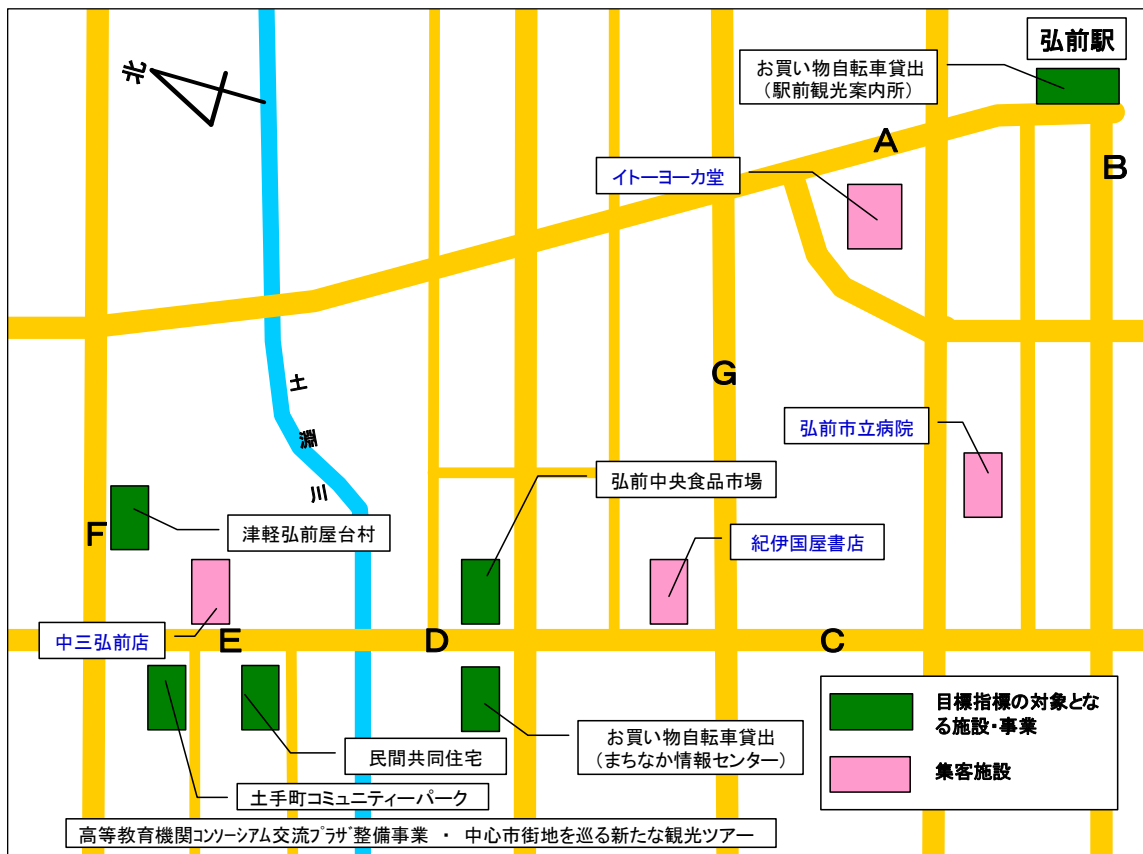 弘前駅
お買い物自転車貸出
（駅前観光案内所）
北
A
B
イトーヨーカ堂
G
土
淵
川
弘前市立病院
弘前中央食品市場
津軽弘前屋台村
F
紀伊国屋書店
中三弘前店
E
D
C
目標指標の対象とな
る施設・事業
集客施設
お買い物自転車貸出
（まちなか情報センター）
民間共同住宅
土手町コミュニティーパーク
高等教育機関ｺﾝｿｰｼｱﾑ交流ﾌﾟﾗｻﾞ整備事業　・　中心市街地を巡る新たな観光ツアー